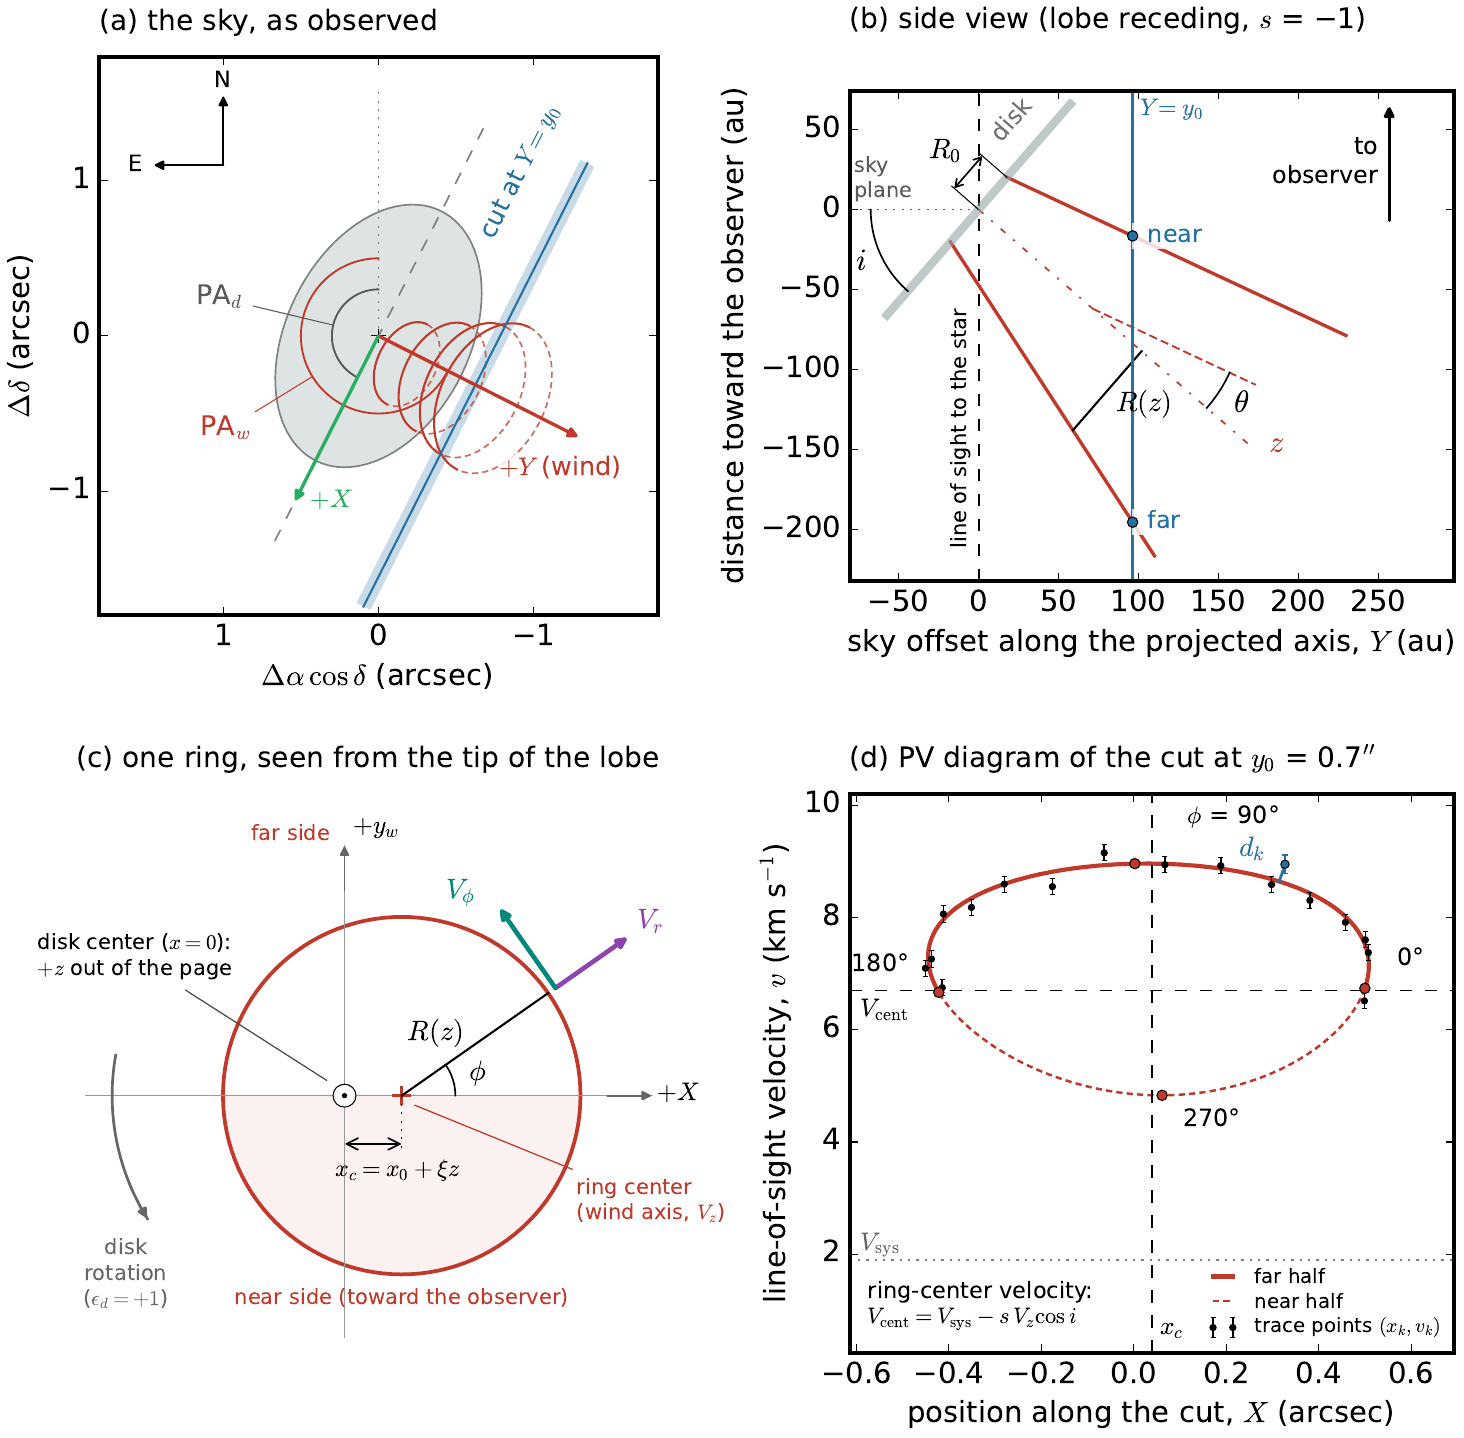 (a) the sky, as observed
N
E
cut at Y = y₀
PA_d
PA_w
+X
+Y (wind)
1
0
−1
1
0
−1
Δδ (arcsec)
Δα cos δ (arcsec)
(b) side view (lobe receding, s = −1)
Y = y₀
disk
R₀
to
observer
sky
plane
i
near
far
R(z)
θ
z
line of sight to the star
50
0
−50
−100
−150
−200
−50
0
50
100
150
200
250
distance toward the observer (au)
sky offset along the projected axis, Y (au)
(c) one ring, seen from the tip of the lobe
far side
+y_w
V_ϕ
V_r
disk center (x = 0):
+z out of the page
R(z)
ϕ
+X
x_c = x₀ + ξz
ring center
(wind axis, V_z)
disk
rotation
(ϵ_d = +1)
near side (toward the observer)
(d) PV diagram of the cut at y₀ = 0.7″
ϕ = 90°
d_k
180°
0°
V_cent
270°
V_sys
ring-center velocity:
V_cent = V_sys − s V_z cos i
x_c
far half
near half
trace points (x_k, v_k)
10
8
6
4
2
−0.6
−0.4
−0.2
0.0
0.2
0.4
0.6
line-of-sight velocity, v (km s⁻¹)
position along the cut, X (arcsec)